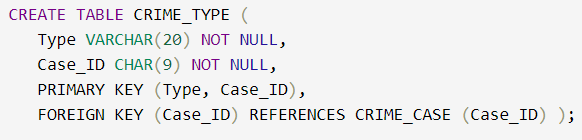 CREATE TABLE CRIME_TYPE (
Type VARCHAR(20) NOT NULL,
Case_ID CHAR(9) NOT NULL,
PRIMARY KEY (Type, Case_ID),
FOREIGN KEY (Case_ID) REFERENCES CRIME_CASE (Case_ID) );